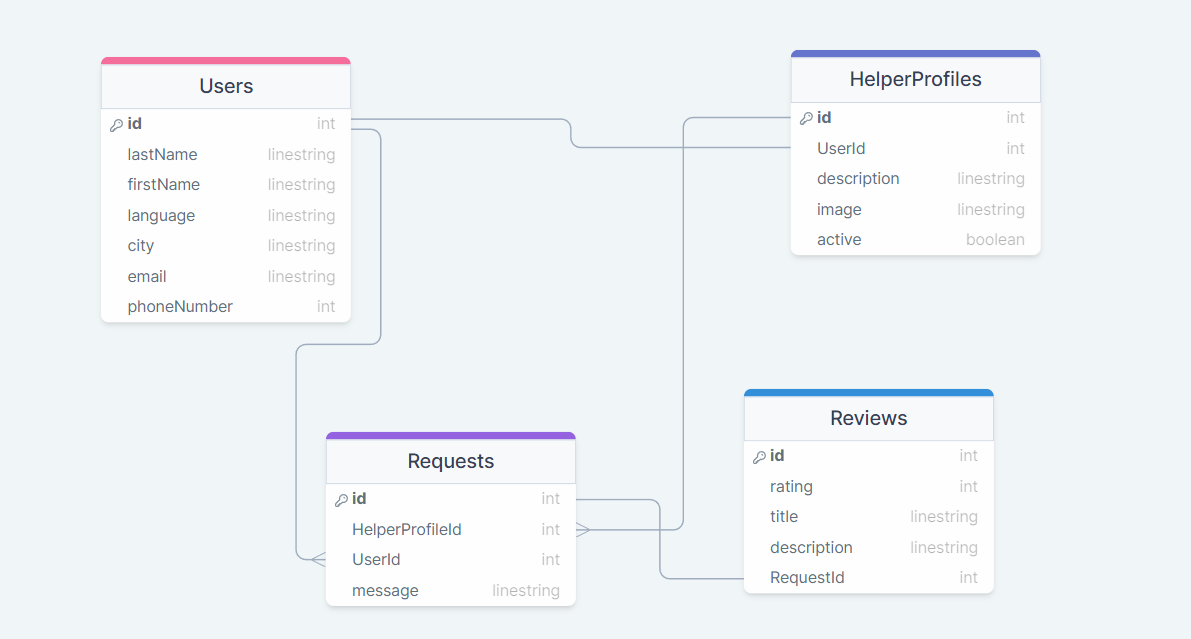 Users
id int
lastName linestring
firstName linestring
language linestring
city linestring
email linestring
phoneNumber int
HelperProfiles
id int
UserId int
description linestring
image linestring
active boolean
Requests
id int
HelperProfileId int
UserId int
message linestring
Reviews
id int
rating int
title linestring
description linestring
RequestId int